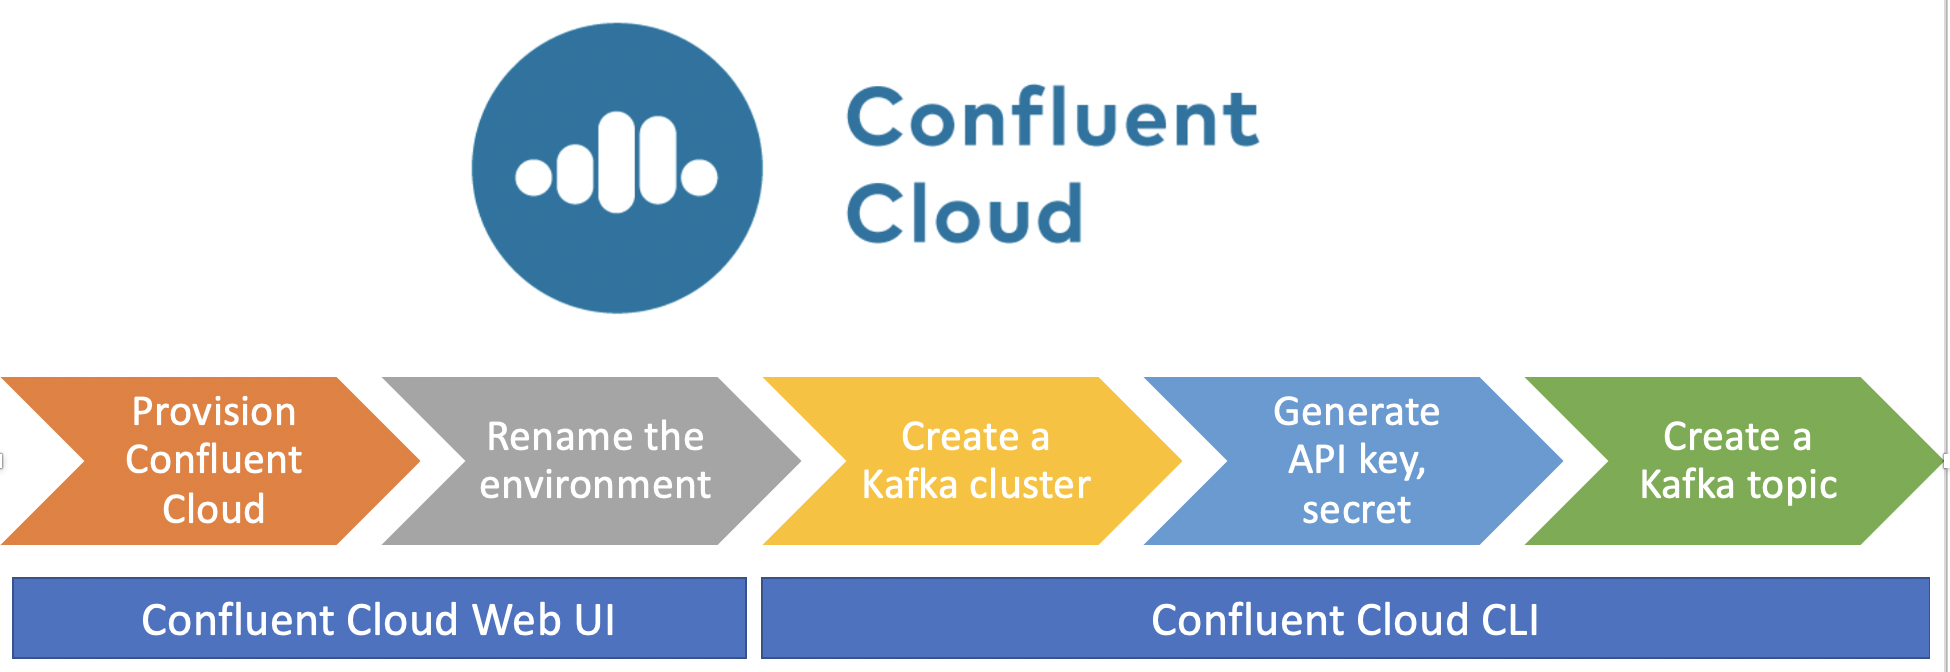 Confluent
Cloud
Provision
Confluent
Cloud
Rename the
environment
Create a
Kafka cluster
Generate
API key,
secret
Create a
Kafka topic
Confluent Cloud Web UI
Confluent Cloud CLI